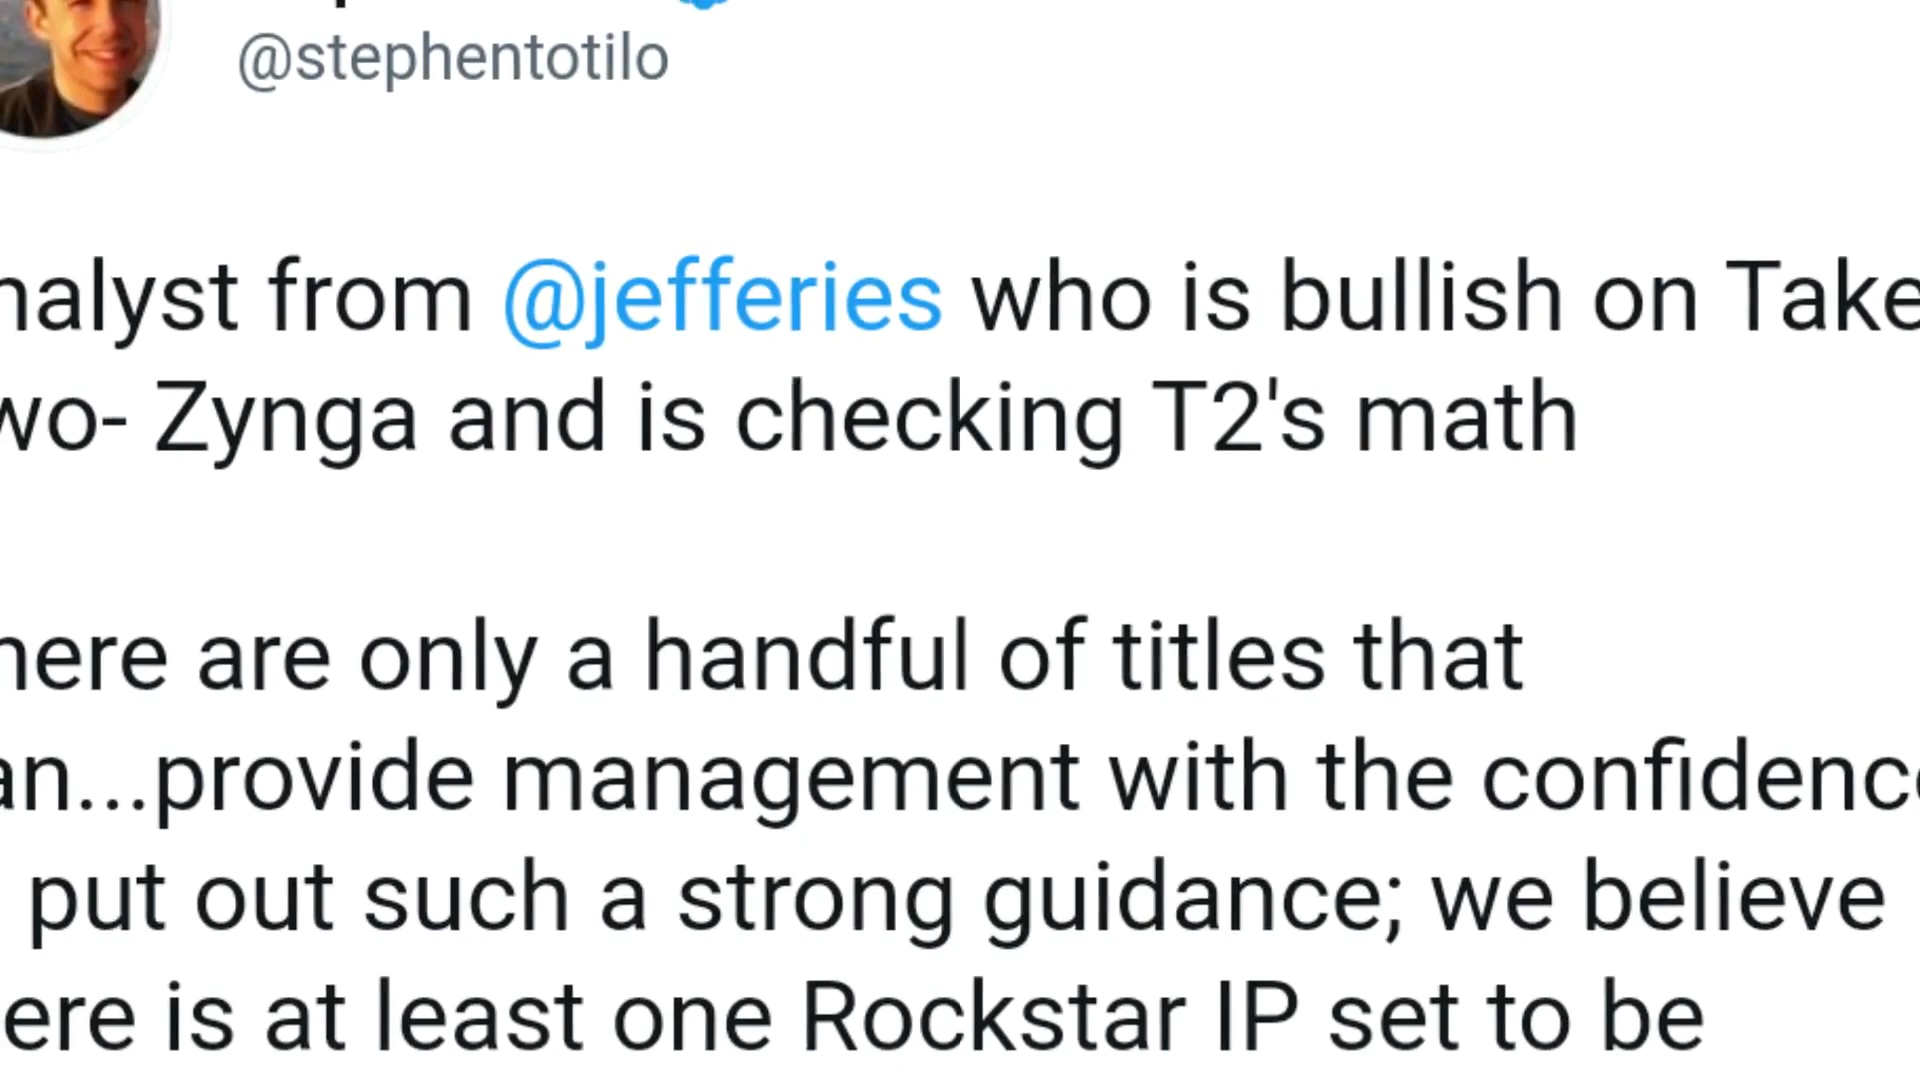 @stephentotilo
nalyst from @jefferies who is bullish on Take
wo- Zynga and is checking T2's math
here are only a handful of titles that
an...provide management with the confidence
put out such a strong guidance; we believe
ere is at least one Rockstar IP set to be